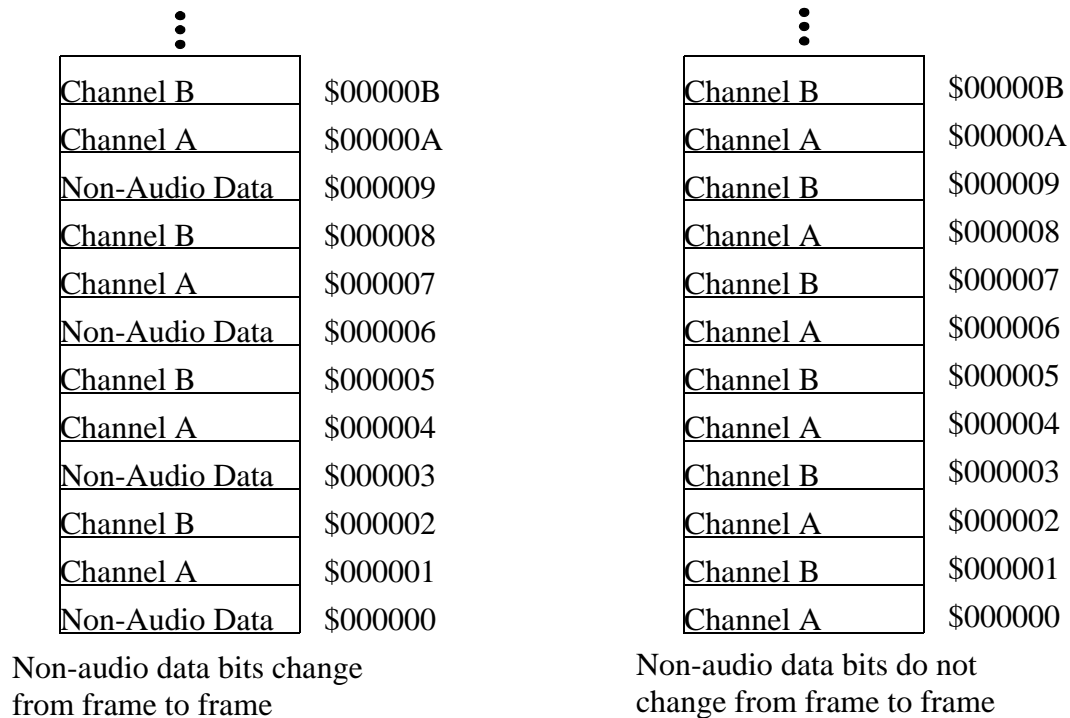 Channel B $00000B
Channel A $00000A
Non-Audio Data $000009
Channel B $000008
Channel A $000007
Non-Audio Data $000006
Channel B $000005
Channel A $000004
Non-Audio Data $000003
Channel B $000002
Channel A $000001
Non-Audio Data $000000
Non-audio data bits change
from frame to frame
Channel B $00000B
Channel A $00000A
Channel B $000009
Channel A $000008
Channel B $000007
Channel A $000006
Channel B $000005
Channel A $000004
Channel B $000003
Channel A $000002
Channel B $000001
Channel A $000000
Non-audio data bits do not
change from frame to frame